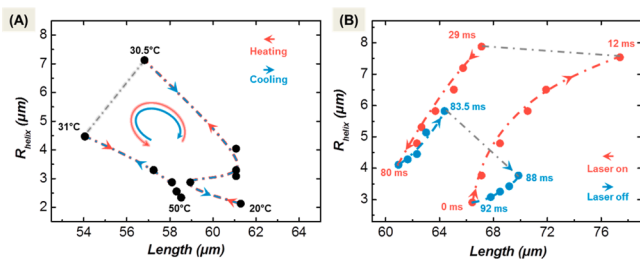 (A)
8
7
6
5
4
3
2
R_helix (μm)
54 56 58 60 62 64
Length (μm)
30.5°C
31°C
50°C
20°C
Heating
Cooling
(B)
8
7
6
5
4
3
R_helix (μm)
60 64 68 72 76
Length (μm)
29 ms
12 ms
83.5 ms
80 ms
88 ms
0 ms
92 ms
Laser on
Laser off